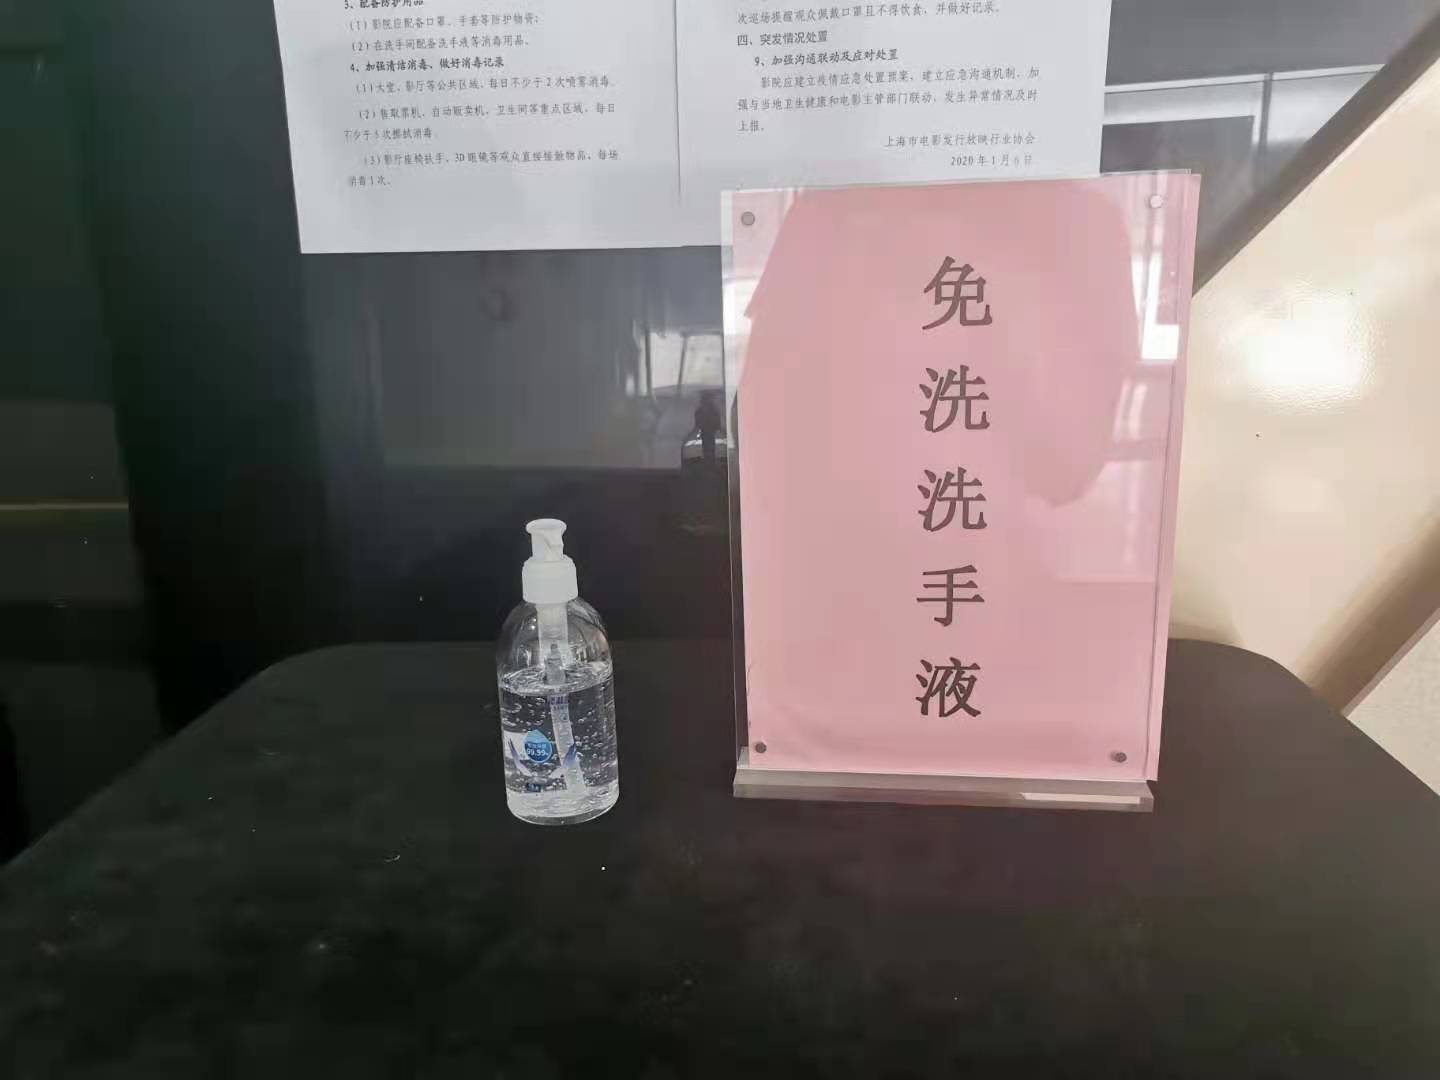 3、配备防护用品
(1)影院应配备口罩、手套等防护物资;
(2)在洗手间配备洗手液等消毒用品。
4、加强清洁消毒、做好消毒记录
(1)大堂、影厅等公共区域、每日不少于2次喷雾消毒。
(2)售取票机、自动贩卖机、卫生间等重点区域、每日
不少于3次擦拭消毒。
(3)影厅座椅扶手、3D眼镜等观众直接接触物品、每场
消毒1次。
次巡场提醒观众佩戴口罩且不得饮食、并做好记录。
四、突发情况处置
9、加强沟通联动及应对处置
影院应建立疫情应急处置预案、建立应急沟通机制、加
强与当地卫生健康和电影主管部门联动、发生异常情况及时
上报。
上海市电影发行放映行业协会
2020年1月6日
免
洗
洗
手
液
99.99%